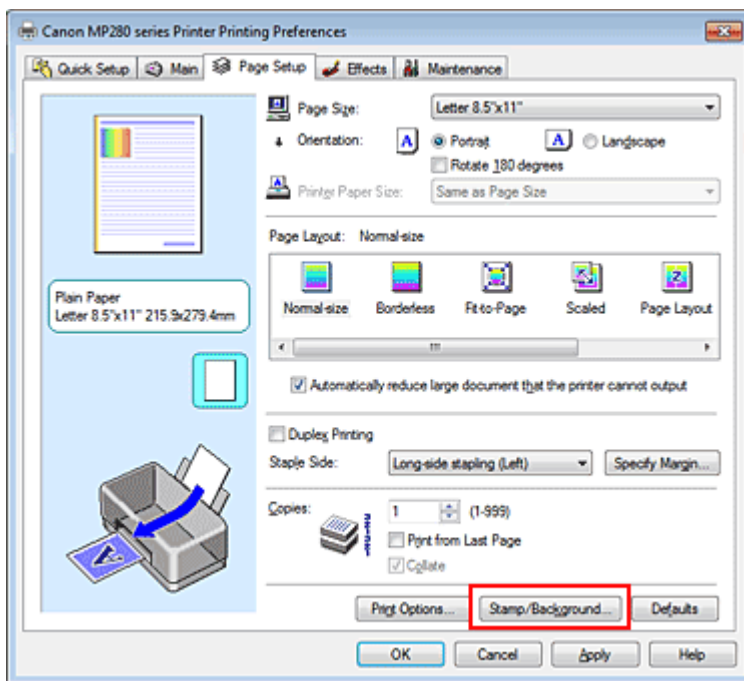 Canon MP280 series Printer Printing Preferences
Quick Setup Main Page Setup Effects Maintenance
Page Size: Letter 8.5"x11"
Orientation: A Portrait A Landscape
Rotate 180 degrees
Printer Paper Size: Same as Page Size
Page Layout: Normal-size
Normal-size Borderless Fit-to-Page Scaled Page Layout
Plain Paper
Letter 8.5"x11" 215.9x279.4mm
Automatically reduce large document that the printer cannot output
Duplex Printing
Staple Side: Long-side stapling (Left) Specify Margin...
Copies: 1 (1-999)
Print from Last Page
Collate
Print Options... Stamp/Background... Defaults
OK Cancel Apply Help